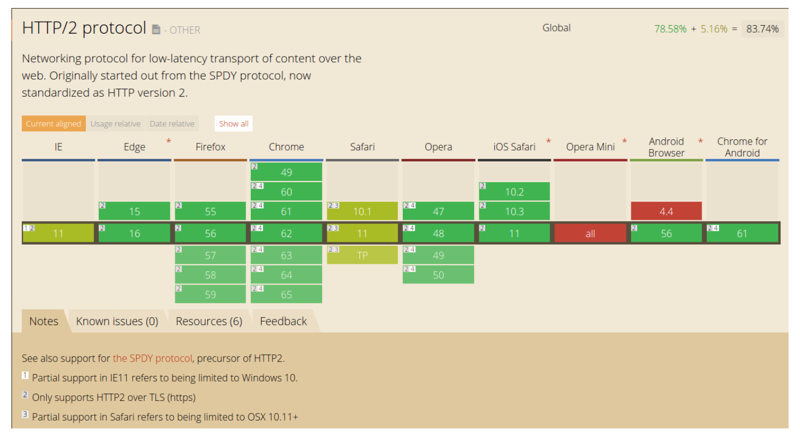 HTTP/2 protocol - OTHER
Global 78.58% + 5.16% = 83.74%
Networking protocol for low-latency transport of content over the
web. Originally started out from the SPDY protocol, now
standardized as HTTP version 2.
Current aligned Usage relative Date relative Show all
IE Edge * Firefox Chrome Safari Opera iOS Safari * Opera Mini * Android Browser * Chrome for Android
2 49
2 4 60 2 10.2
2 15 2 55 2 4 61 2 3 10.1 2 4 47 2 10.3 4.4
1 2 11 2 16 2 56 2 4 62 2 3 11 2 4 48 2 11 all 2 56 2 4 61
2 57 2 4 63 2 3 TP 2 4 49
2 58 2 4 64 2 4 50
2 59 2 4 65
Notes Known issues (0) Resources (6) Feedback
See also support for the SPDY protocol, precursor of HTTP2.
1 Partial support in IE11 refers to being limited to Windows 10.
2 Only supports HTTP2 over TLS (https)
3 Partial support in Safari refers to being limited to OSX 10.11+